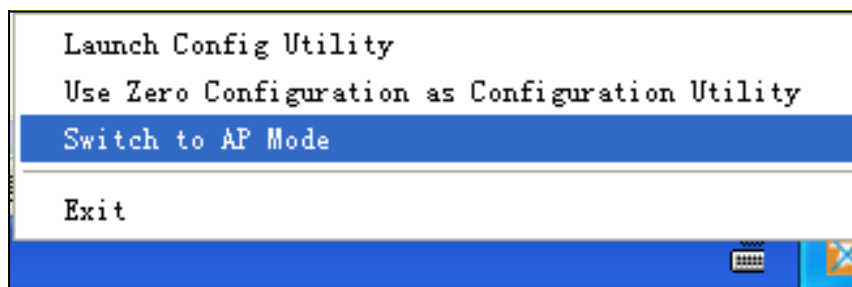 Launch Config Utility
Use Zero Configuration as Configuration Utility
Switch to AP Mode
Exit